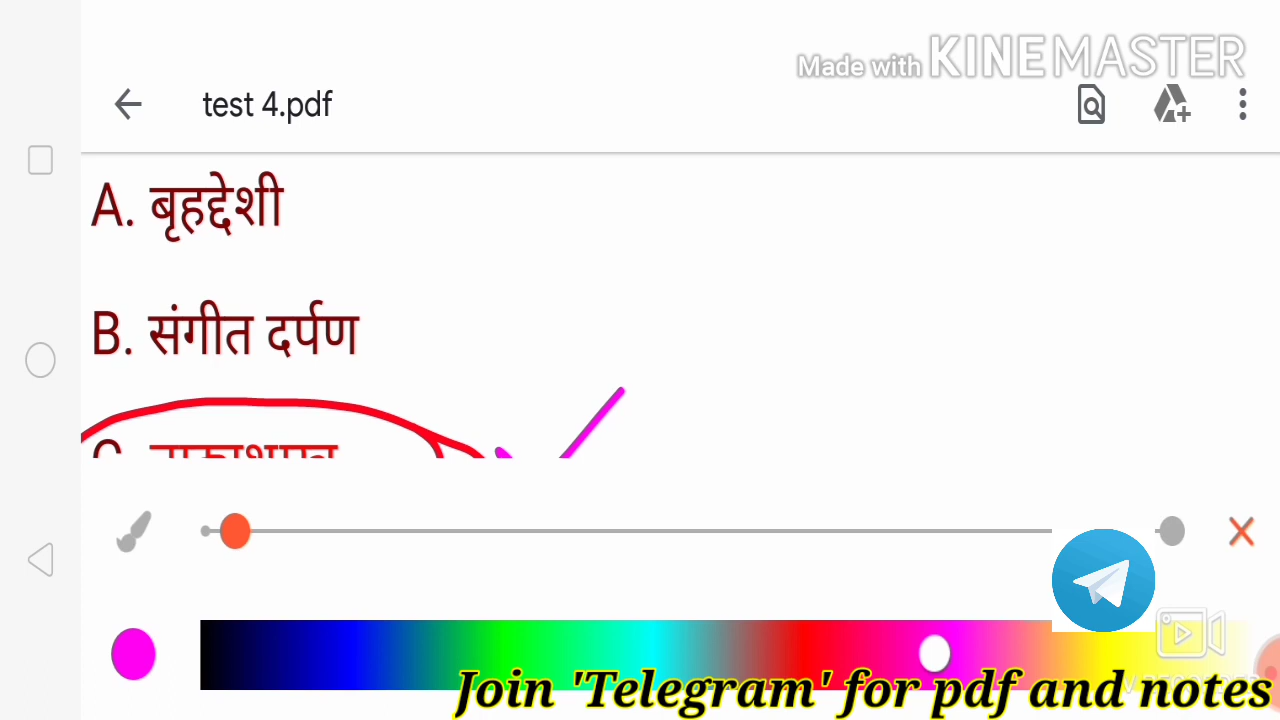 Made with KINEMASTER
test 4.pdf
A. बृहद्देशी
B. संगीत दर्पण
C.
Join 'Telegram' for pdf and notes